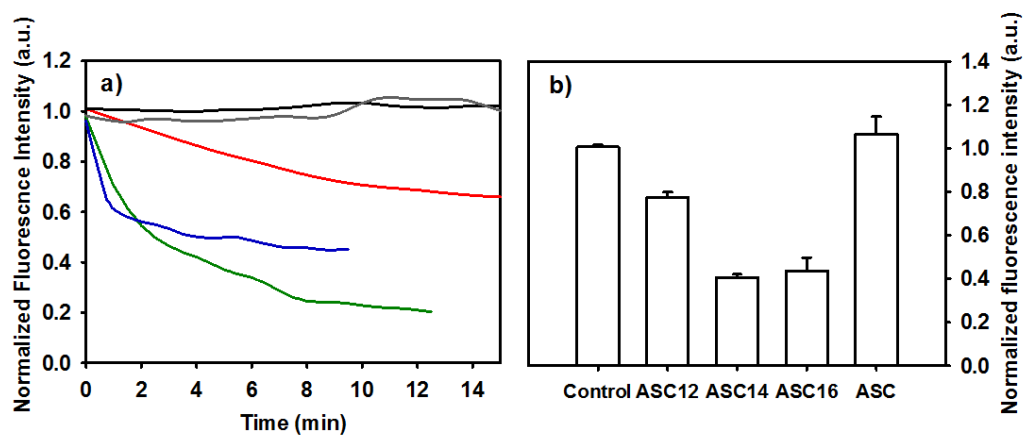 Normalized Fluorescnce Intensity (a.u.)
a)
1.2
1.0
0.8
0.6
0.4
0.2
0.0
0 2 4 6 8 10 12 14
Time (min)
b)
Control ASC12 ASC14 ASC16 ASC
1.4
1.2
1.0
0.8
0.6
0.4
0.2
0.0
Normalized fluorescence intensity (a.u.)